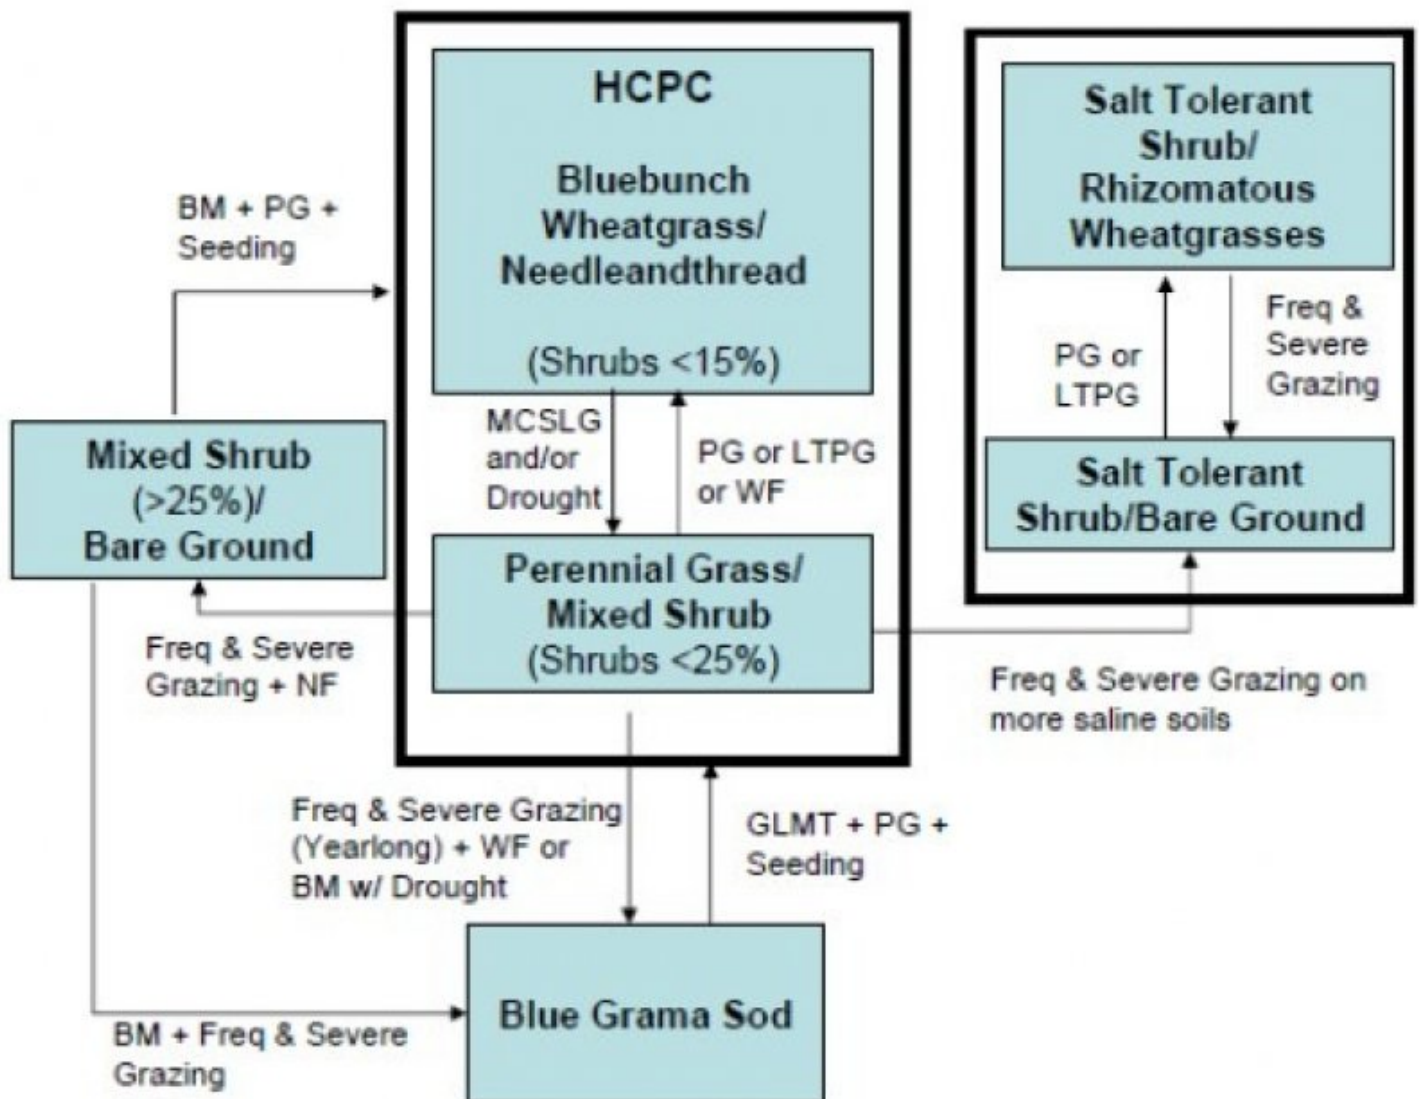 HCPC
Bluebunch
Wheatgrass/
Needleandthread
(Shrubs <15%)
Salt Tolerant
Shrub/
Rhizomatous
Wheatgrasses
BM + PG +
Seeding
Freq &
Severe
Grazing
PG or
LTPG
MCSLG
and/or
Drought
PG or LTPG
or WF
Mixed Shrub
(>25%)/
Bare Ground
Salt Tolerant
Shrub/Bare Ground
Perennial Grass/
Mixed Shrub
(Shrubs <25%)
Freq & Severe
Grazing + NF
Freq & Severe Grazing on
more saline soils
Freq & Severe Grazing
(Yearlong) + WF or
BM w/ Drought
GLMT + PG +
Seeding
Blue Grama Sod
BM + Freq & Severe
Grazing